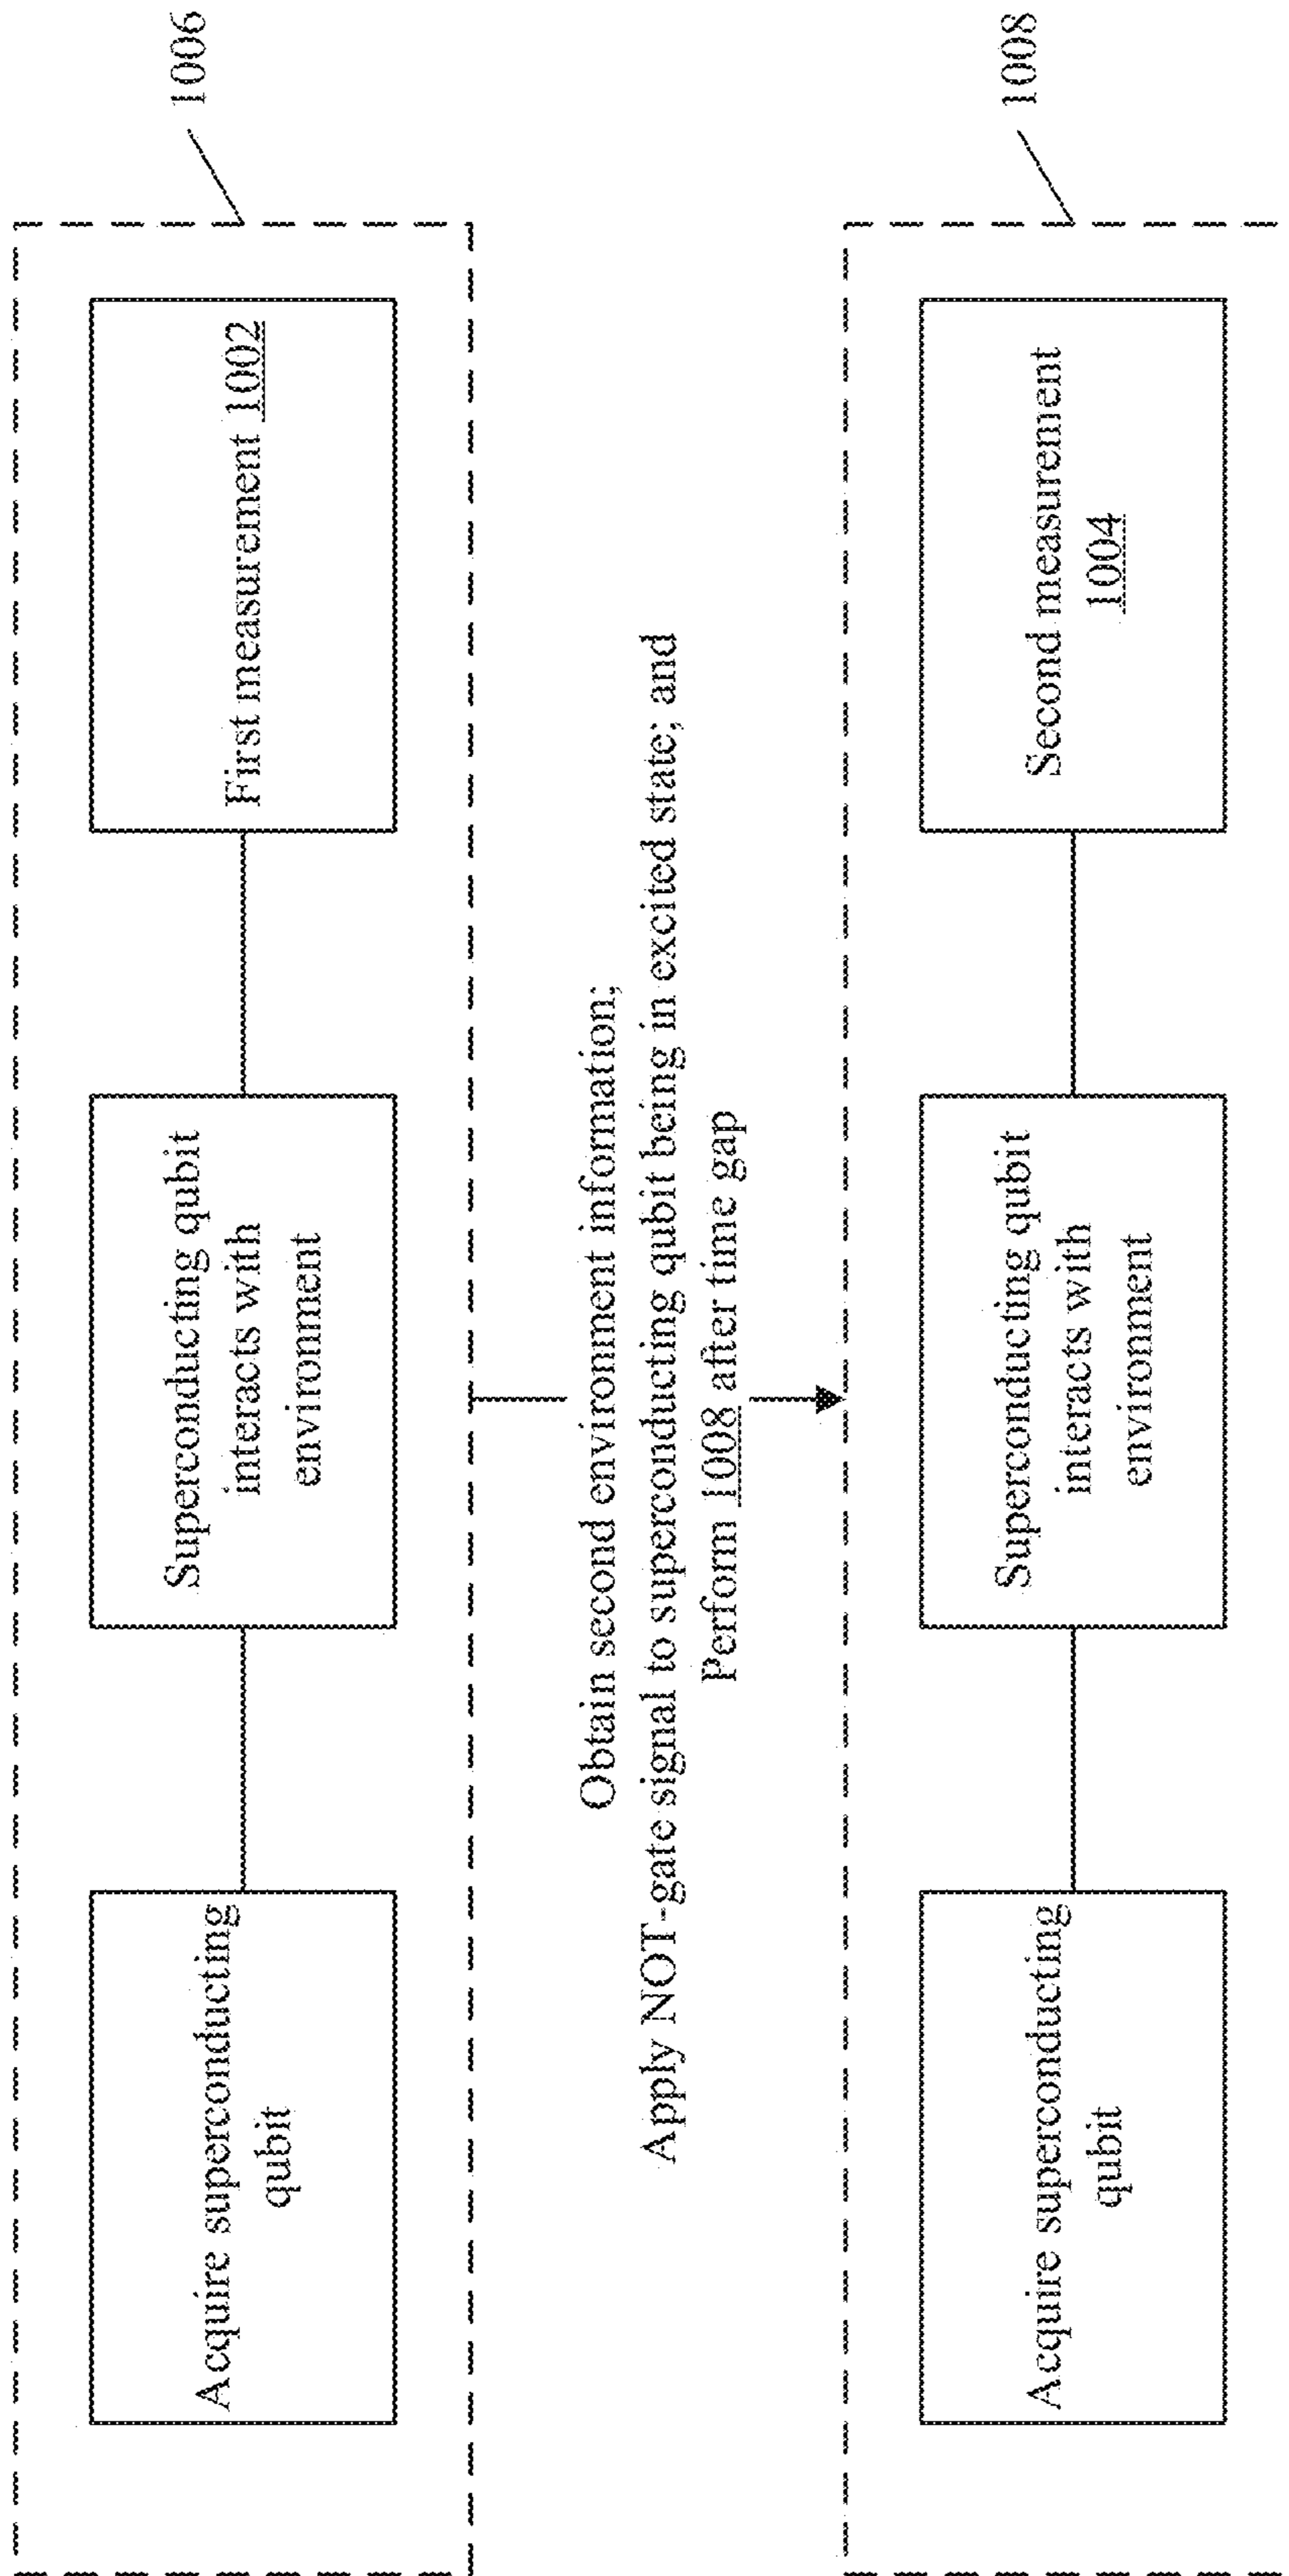 1006
Acquire superconducting
qubit
Superconducting qubit
interacts with
environment
First measurement 1002
Obtain second environment information;
Apply NOT-gate signal to superconducting qubit being in excited state; and
Perform 1008 after time gap
1008
Acquire superconducting
qubit
Superconducting qubit
interacts with
environment
Second measurement
1004